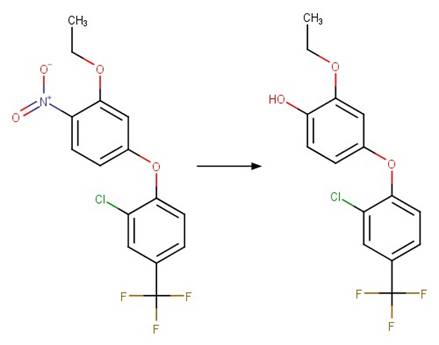 CH₃ CH₃
O⁻ O O
N⁺ HO
O
O O
Cl Cl
F F F F
F F